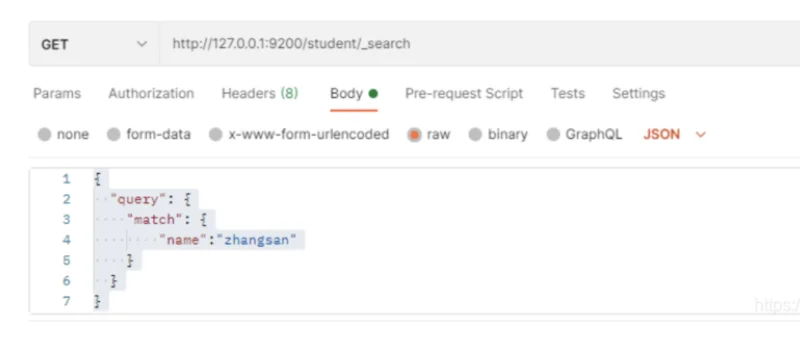 GET http://127.0.0.1:9200/student/_search
Params Authorization Headers (8) Body Pre-request Script Tests Settings
none form-data x-www-form-urlencoded raw binary GraphQL JSON
1 {
2 "query": {
3 "match": {
4 "name":"zhangsan"
5 }
6 }
7 }
https:/